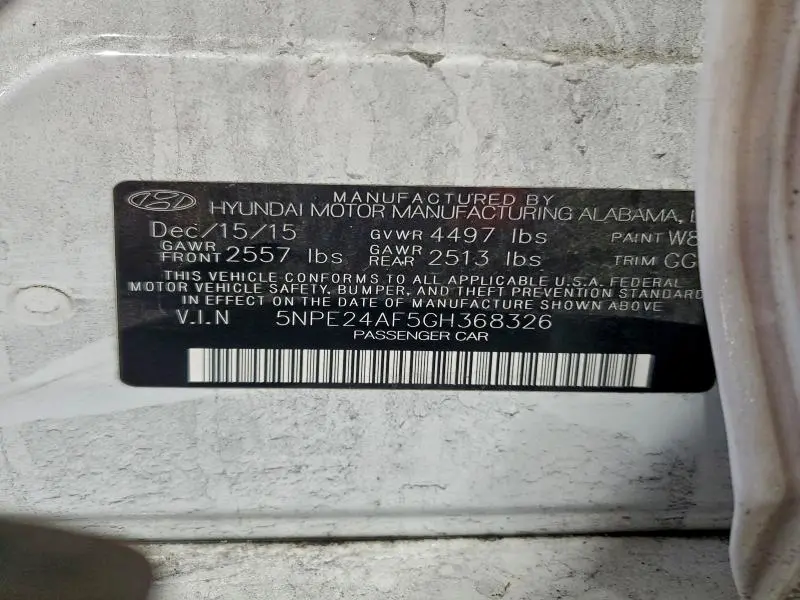 MANUFACTURED BY
HYUNDAI MOTOR MANUFACTURING ALABAMA,
Dec/15/15 GVWR 4497 lbs PAINT W8
GAWR FRONT 2557 lbs GAWR REAR 2513 lbs TRIM GG
THIS VEHICLE CONFORMS TO ALL APPLICABLE U.S.A. FEDERAL
MOTOR VEHICLE SAFETY, BUMPER, AND THEFT PREVENTION STANDARD
IN EFFECT ON THE DATE OF MANUFACTURE SHOWN ABOVE
V.I.N 5NPE24AF5GH368326
PASSENGER CAR